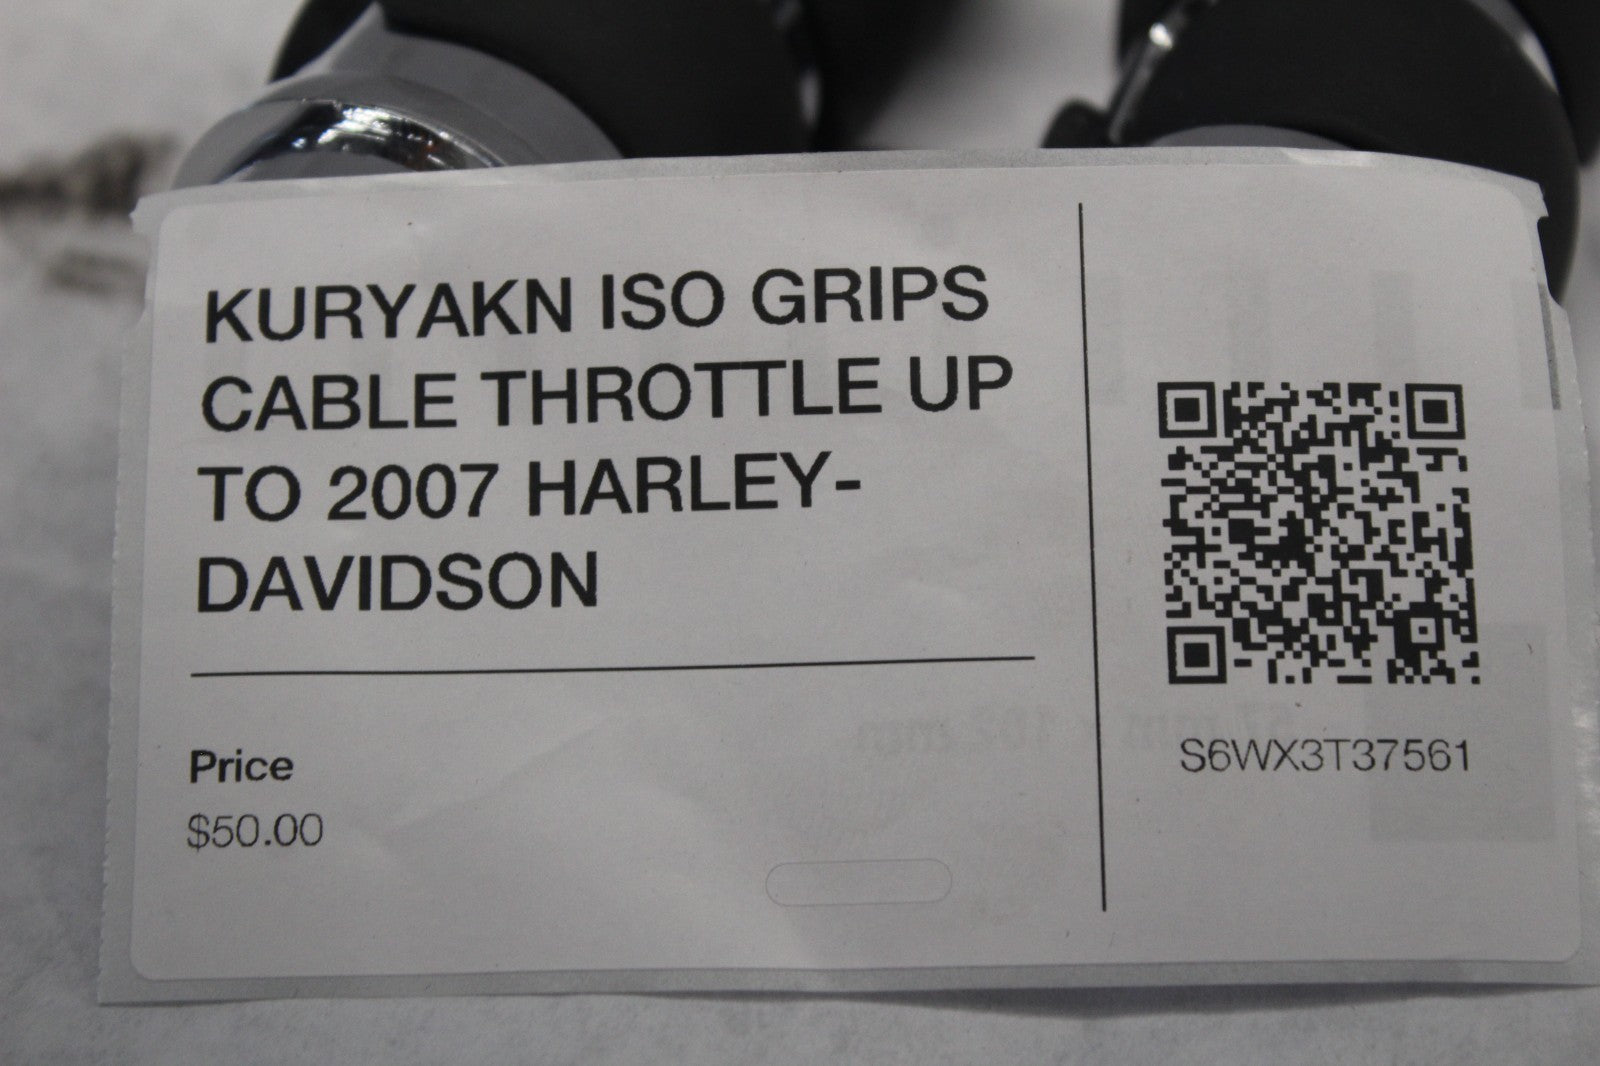 KURYAKN ISO GRIPS
CABLE THROTTLE UP
TO 2007 HARLEY-
DAVIDSON
Price
$50.00
S6WX3T37561